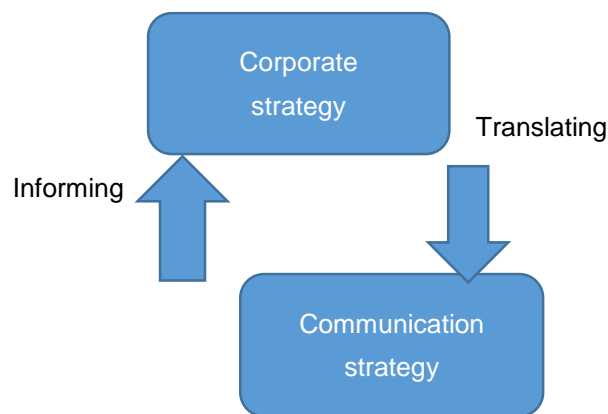 Corporate
strategy
Translating
Informing
Communication
strategy